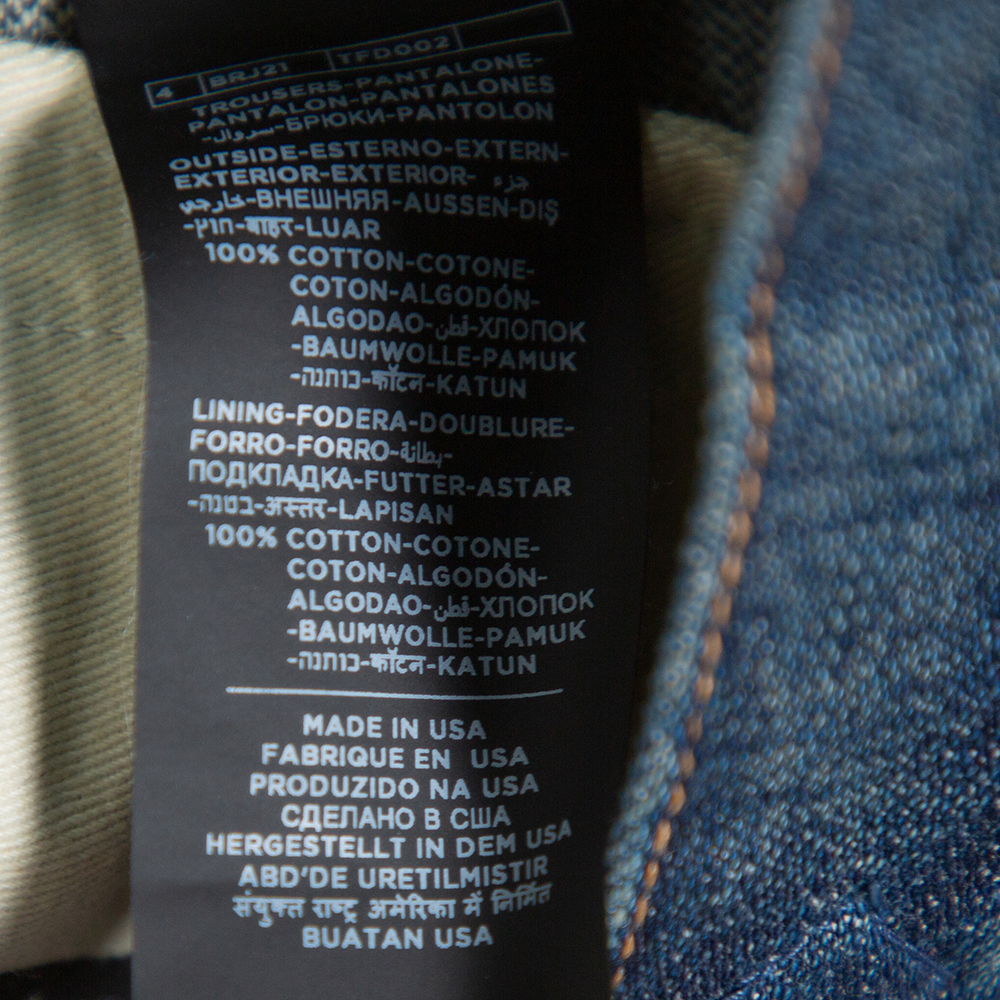 4 BRJ21 TFD002
TROUSERS-PANTALONE-
PANTALON-PANTALONES
-سروال-БРЮКИ-PANTOLON
OUTSIDE-ESTERNO-EXTERN-
EXTERIOR-EXTERIOR- جزء
خارجي-ВНЕШНЯЯ-AUSSEN-DIŞ
-חוץ-बाहर-LUAR
100% COTTON-COTONE-
COTON-ALGODÓN-
ALGODAO-قطن-ХЛОПОК
-BAUMWOLLE-PAMUK
-כותנה-कॉटन-KATUN
LINING-FODERA-DOUBLURE-
FORRO-FORRO-بطانة-
ПОДКЛАДКА-FUTTER-ASTAR
-בטנה-अस्तर-LAPISAN
100% COTTON-COTONE-
COTON-ALGODÓN-
ALGODAO-قطن-ХЛОПОК
-BAUMWOLLE-PAMUK
-כותנה-कॉटन-KATUN
MADE IN USA
FABRIQUE EN USA
PRODUZIDO NA USA
СДЕЛАНО В США
HERGESTELLT IN DEM USA
ABD'DE URETILMISTIR
संयुक्त राष्ट्र अमेरिका में निर्मित
BUATAN USA